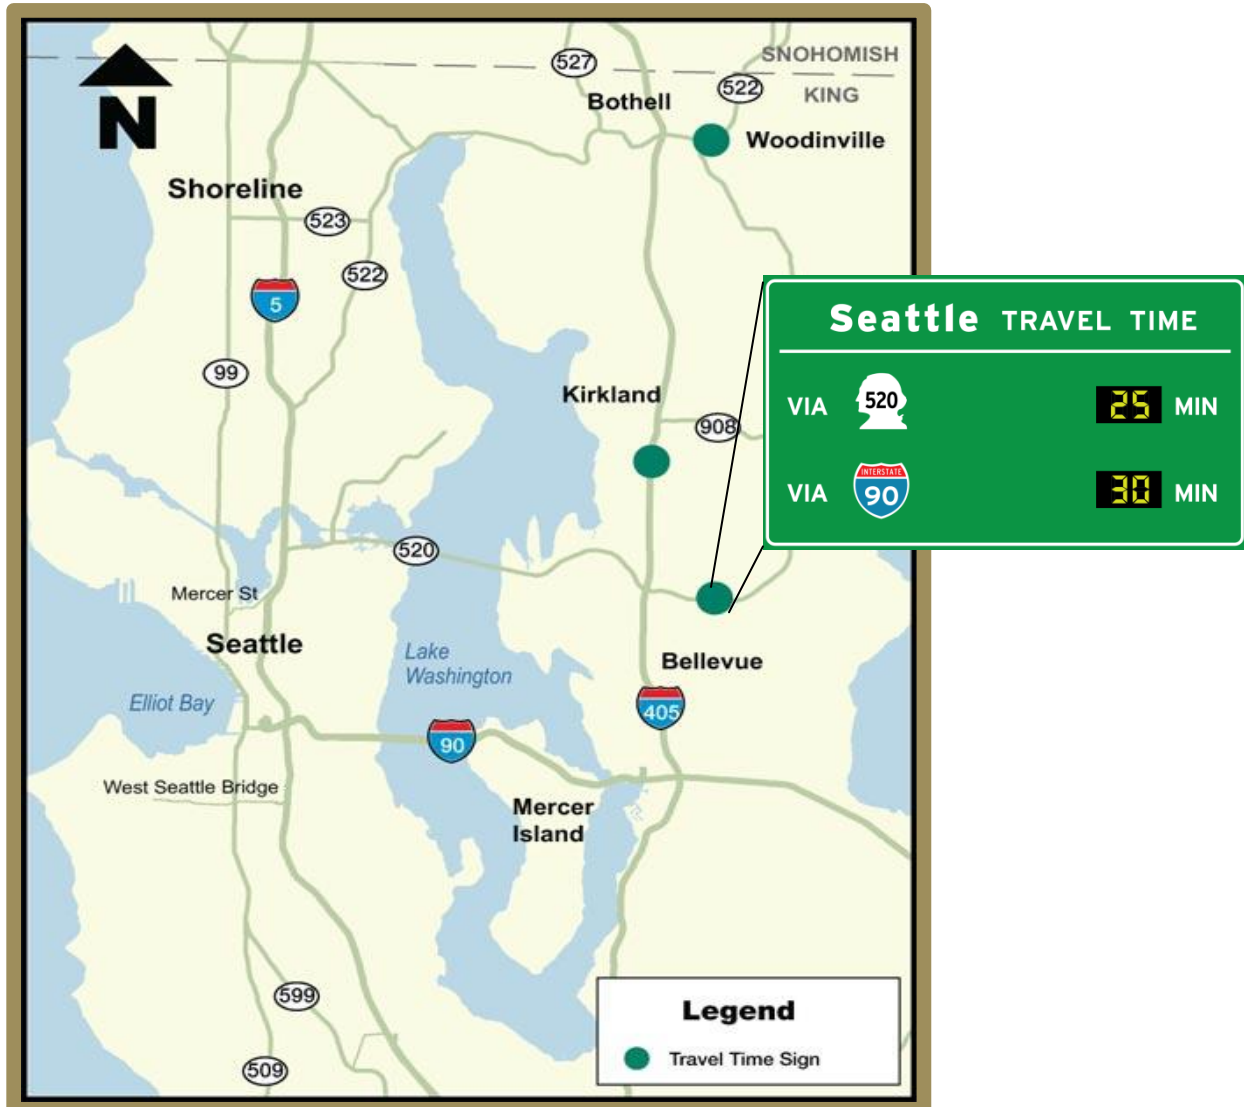 SNOHOMISH
527
522
KING
Bothell
N
Woodinville
Shoreline
523
522
5
99
Kirkland
908
Seattle TRAVEL TIME
VIA 520 25 MIN
VIA INTERSTATE 90 30 MIN
520
Mercer St
Seattle
Lake
Washington
Bellevue
Elliot Bay
405
90
West Seattle Bridge
Mercer
Island
599
509
Legend
Travel Time Sign